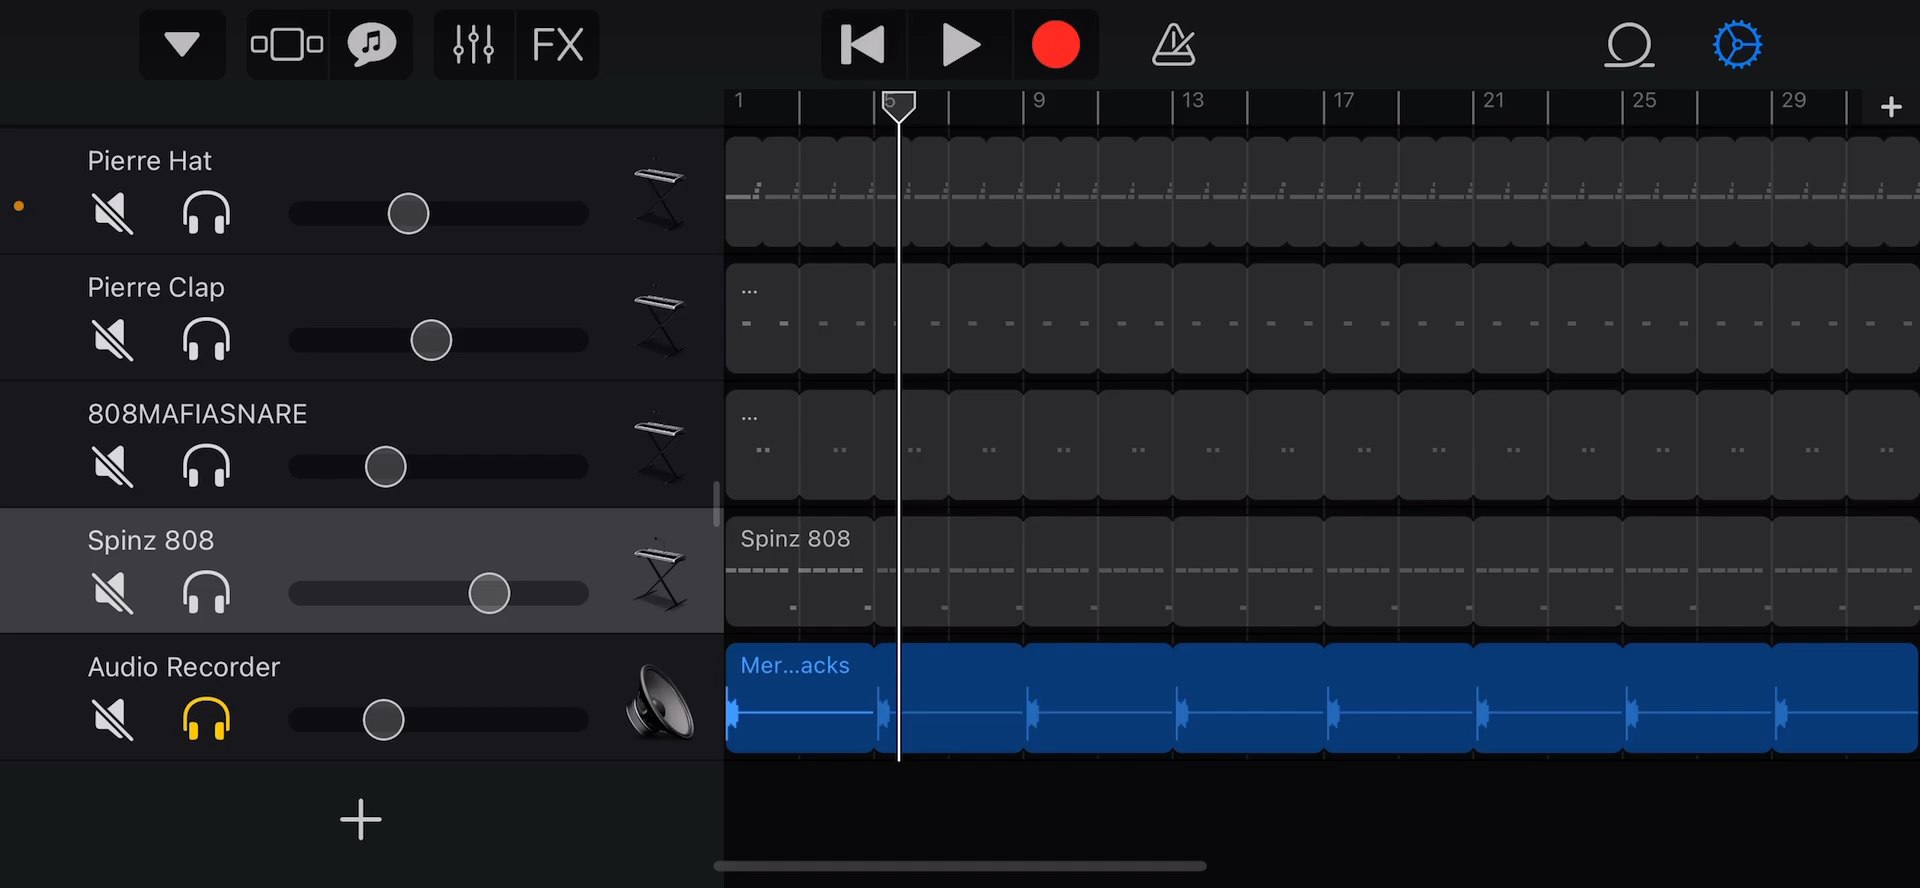 FX
1 5 9 13 17 21 25 29
Pierre Hat
Pierre Clap
...
808MAFIASNARE
...
Spinz 808
Spinz 808
Audio Recorder
Mer...acks